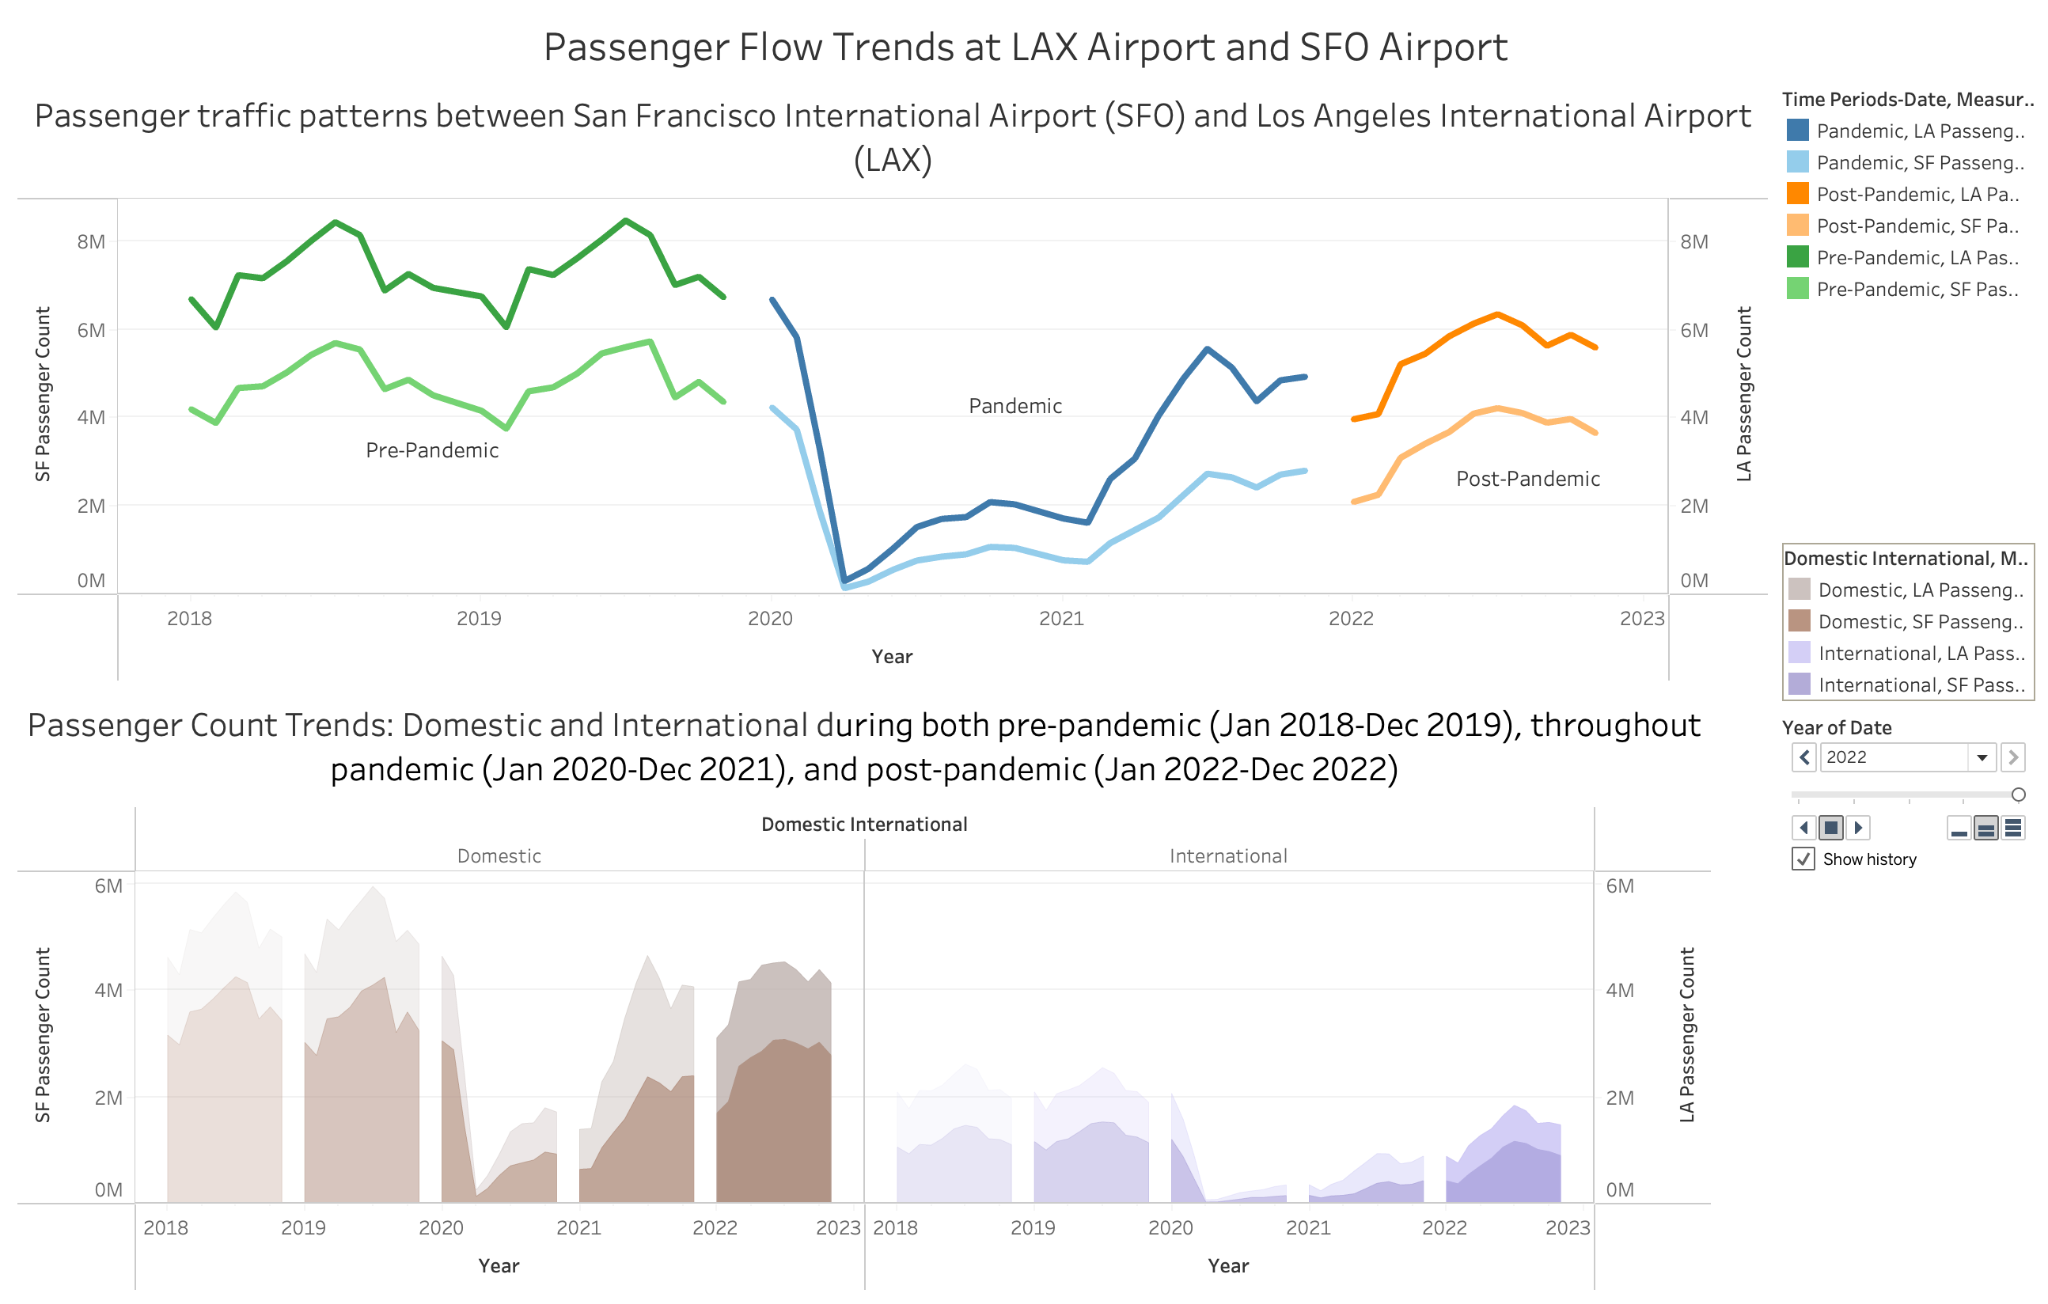 Passenger Flow Trends at LAX Airport and SFO Airport
Passenger traffic patterns between San Francisco International Airport (SFO) and Los Angeles International Airport
(LAX)
SF Passenger Count
8M
6M
4M
2M
0M
Pre-Pandemic
Pandemic
Post-Pandemic
8M
6M
4M
2M
0M
LA Passenger Count
2018 2019 2020 2021 2022 2023
Year
Time Periods-Date, Measur..
Pandemic, LA Passeng..
Pandemic, SF Passeng..
Post-Pandemic, LA Pa..
Post-Pandemic, SF Pa..
Pre-Pandemic, LA Pas..
Pre-Pandemic, SF Pas..
Domestic International, M..
Domestic, LA Passeng..
Domestic, SF Passeng..
International, LA Pass..
International, SF Pass..
Year of Date
2022
Show history
Passenger Count Trends: Domestic and International during both pre-pandemic (Jan 2018-Dec 2019), throughout
pandemic (Jan 2020-Dec 2021), and post-pandemic (Jan 2022-Dec 2022)
Domestic International
Domestic
International
SF Passenger Count
6M
4M
2M
0M
6M
4M
2M
0M
LA Passenger Count
2018 2019 2020 2021 2022 2023 2018 2019 2020 2021 2022 2023
Year
Year